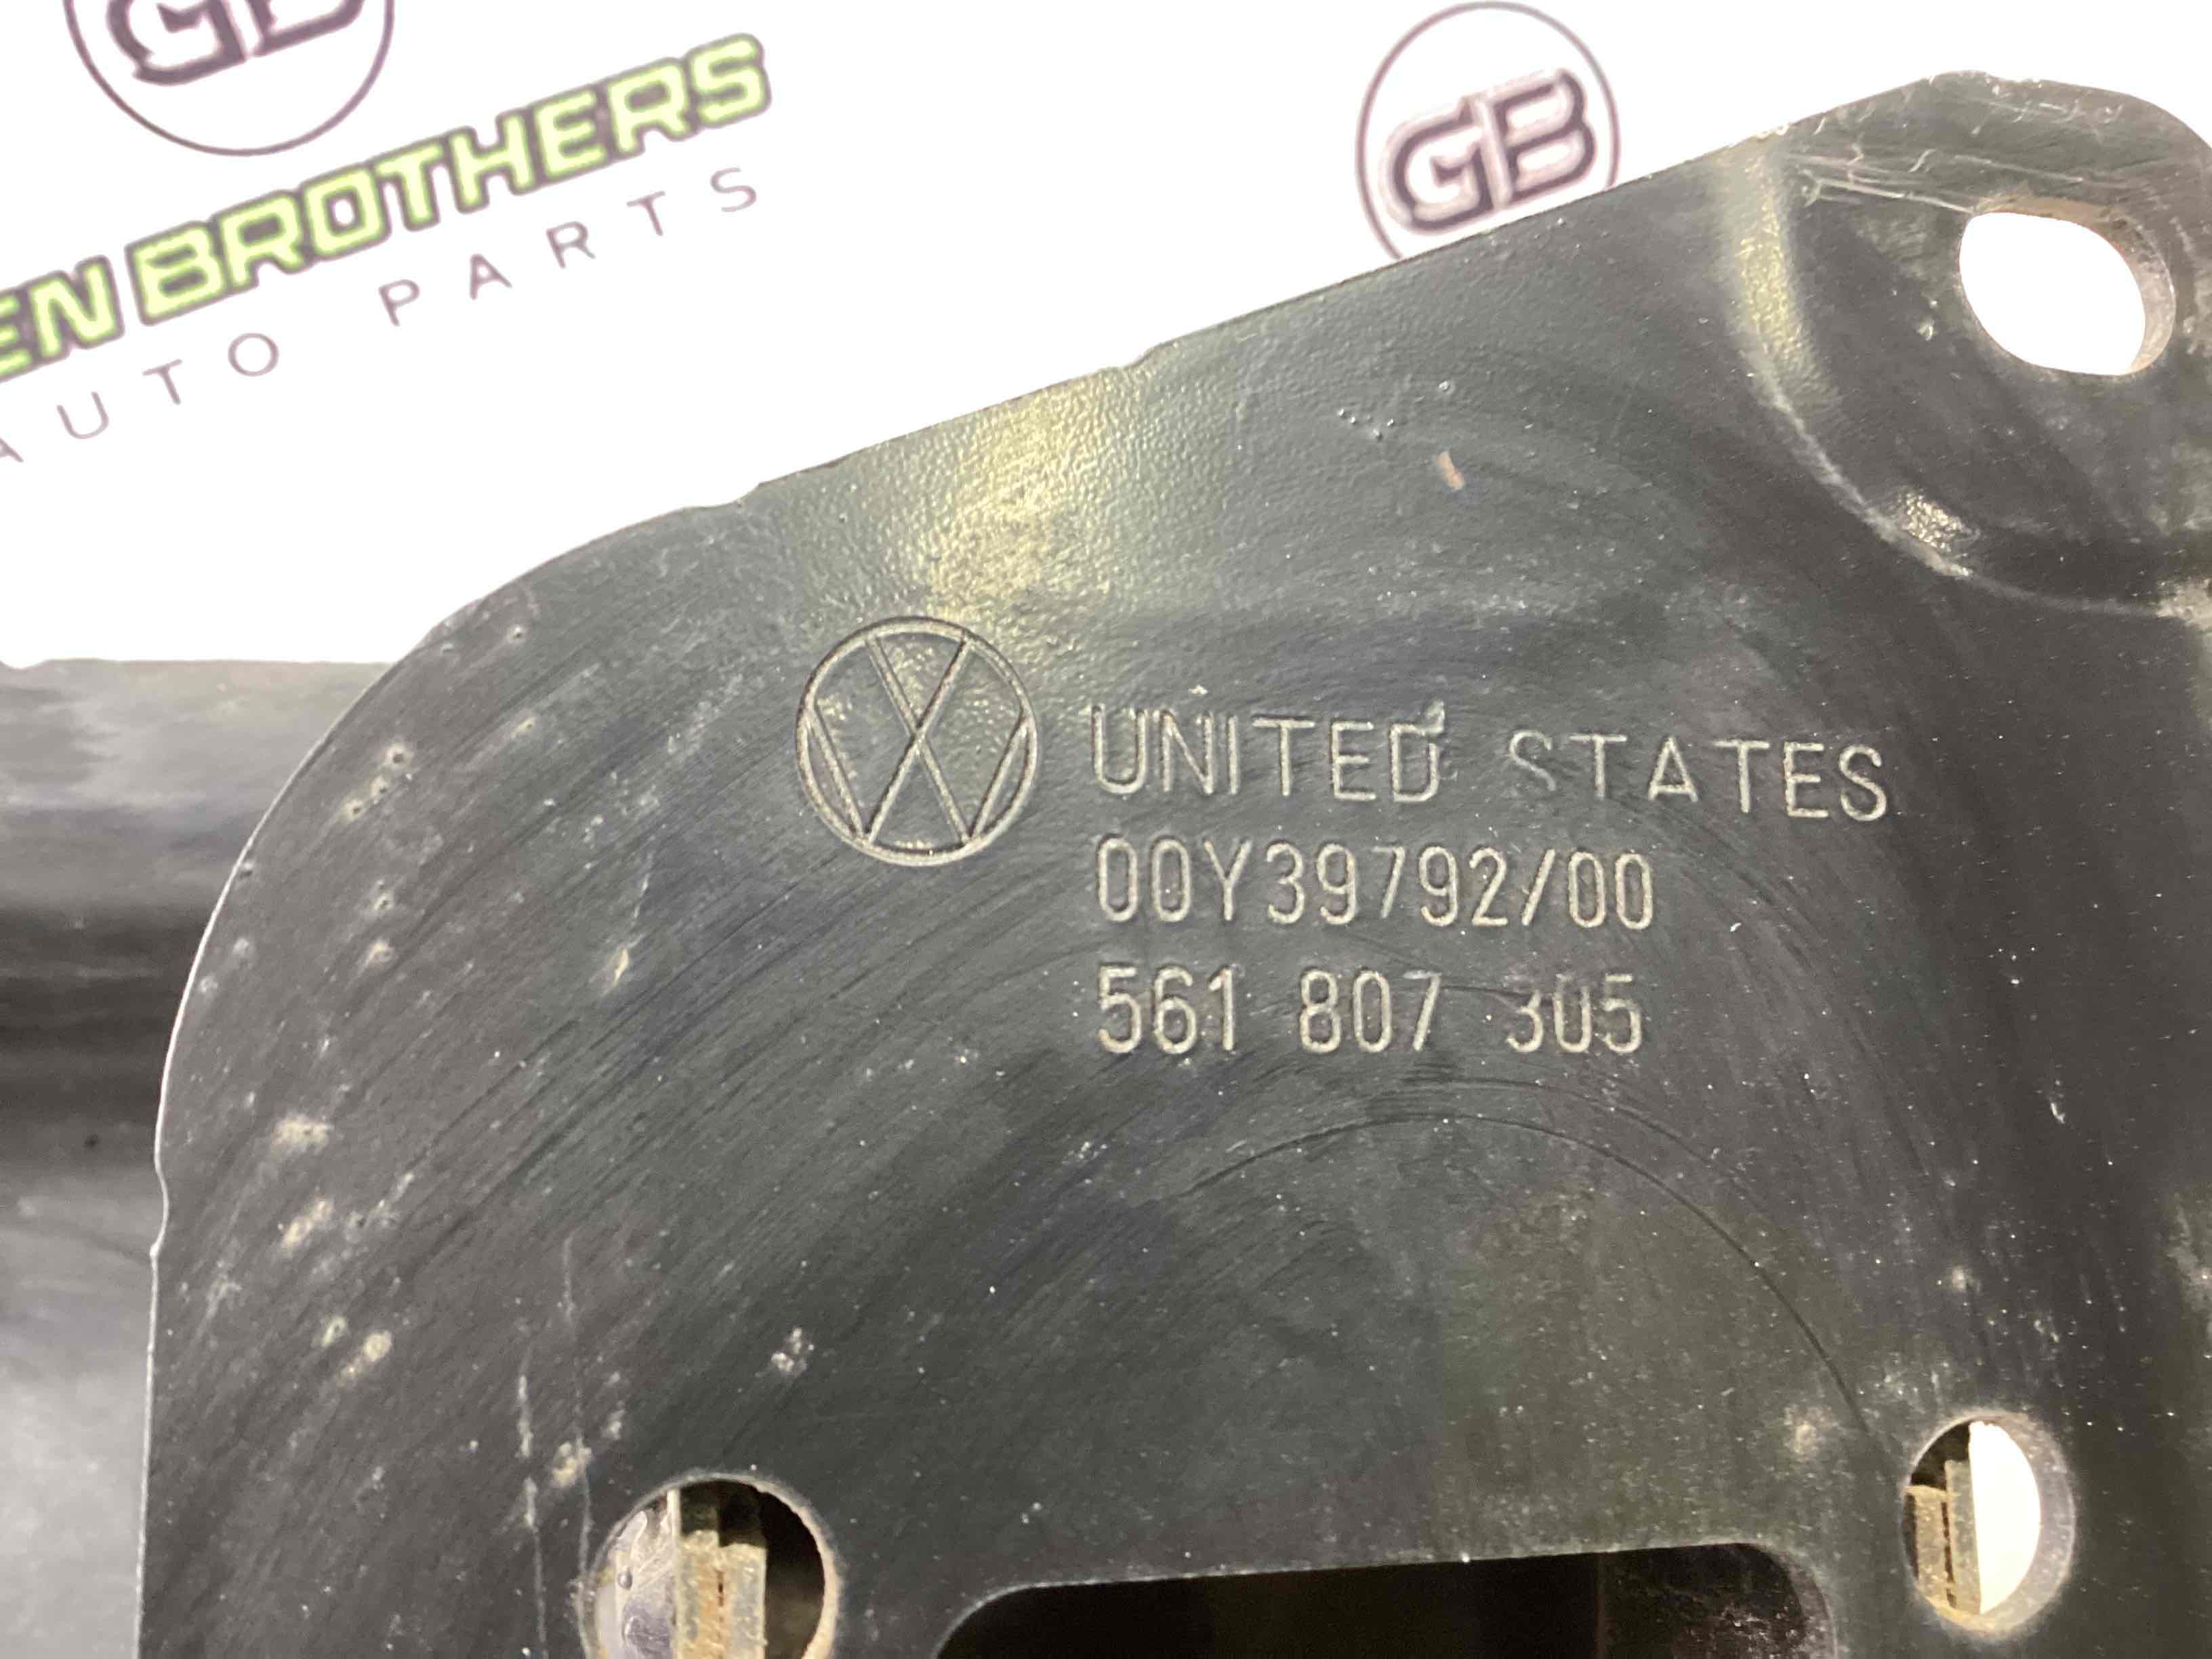 GB
EN BROTHERS
AUTO PARTS
GB
UNITED STATES
00Y39792/00
561 807 305